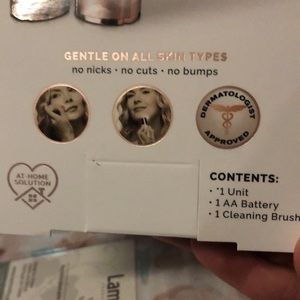 GENTLE ON ALL SKIN TYPES
no nicks • no cuts • no bumps
DERMATOLOGIST
APPROVED
AT-HOME
SOLUTION
CONTENTS:
• *1 Unit
• 1 AA Battery
• 1 Cleaning Brush
Lam